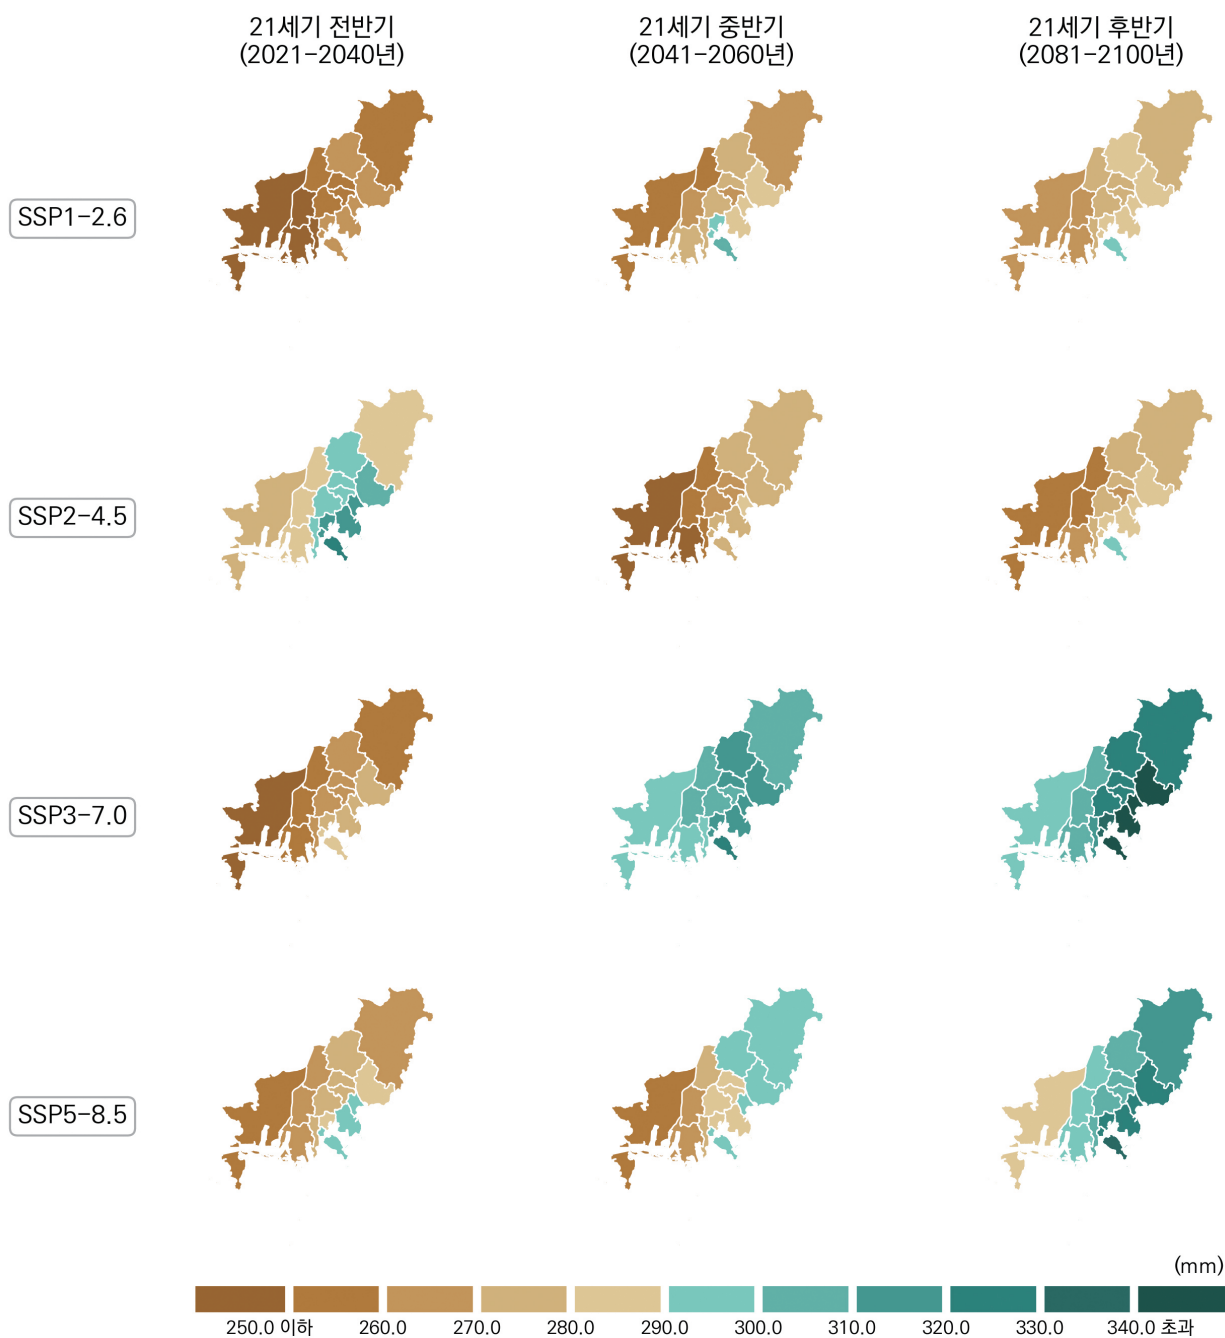 21세기 전반기
(2021-2040년)
21세기 중반기
(2041-2060년)
21세기 후반기
(2081-2100년)
SSP1-2.6
SSP2-4.5
SSP3-7.0
SSP5-8.5
(mm)
250.0 이하 260.0 270.0 280.0 290.0 300.0 310.0 320.0 330.0 340.0 초과